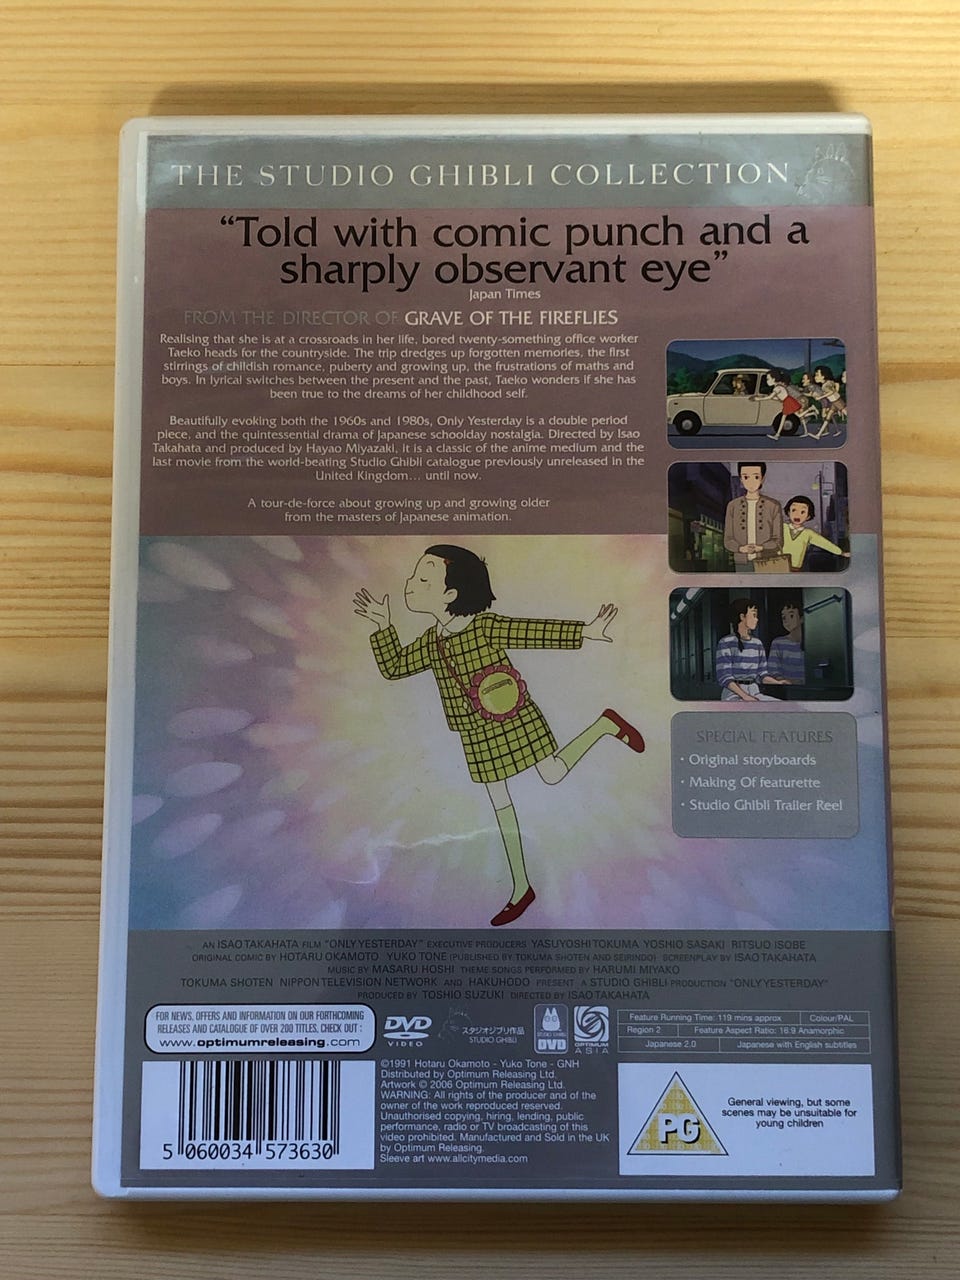 THE STUDIO GHIBLI COLLECTION
“Told with comic punch and a
sharply observant eye”
Japan Times
FROM THE DIRECTOR OF GRAVE OF THE FIREFLIES
Realising that she is at a crossroads in her life, bored twenty-something office worker
Taeko heads for the countryside. The trip dredges up forgotten memories, the first
stirrings of childish romance, puberty and growing up, the frustrations of maths and
boys. In lyrical switches between the present and the past, Taeko wonders if she has
been true to the dreams of her childhood self.
Beautifully evoking both the 1960s and 1980s, Only Yesterday is a double period
piece, and the quintessential drama of Japanese schoolday nostalgia. Directed by Isao
Takahata and produced by Hayao Miyazaki, it is a classic of the anime medium and the
last movie from the world-beating Studio Ghibli catalogue previously unreleased in the
United Kingdom... until now.
A tour-de-force about growing up and growing older
from the masters of Japanese animation.
SPECIAL FEATURES
· Original storyboards
· Making Of featurette
· Studio Ghibli Trailer Reel
AN ISAO TAKAHATA FILM "ONLY YESTERDAY" EXECUTIVE PRODUCERS YASUYOSHI TOKUMA YOSHIO SASAKI RITSUO ISOBE
ORIGINAL COMIC BY HOTARU OKAMOTO YUKO TONE (PUBLISHED BY TOKUMA SHOTEN AND SEIRINDO) SCREENPLAY BY ISAO TAKAHATA
MUSIC BY MASARU HOSHI THEME SONGS PERFORMED BY HARUMI MIYAKO
TOKUMA SHOTEN NIPPON TELEVISION NETWORK AND HAKUHODO PRESENT A STUDIO GHIBLI PRODUCTION "ONLY YESTERDAY"
PRODUCED BY TOSHIO SUZUKI DIRECTED BY ISAO TAKAHATA
FOR NEWS, OFFERS AND INFORMATION ON OUR FORTHCOMING
RELEASES AND CATALOGUE OF OVER 200 TITLES, CHECK OUT :
www.optimumreleasing.com
DVD
VIDEO
スタジオジブリ作品
STUDIO GHIBLI
STUDIO GHIBLI
DVD
OPTIMUM
ASIA
Feature Running Time: 119 mins approx
Colour/PAL
Region 2
Feature Aspect Ratio: 16:9 Anamorphic
Japanese 2.0
Japanese with English subtitles
5 060034 573630
©1991 Hotaru Okamoto - Yuko Tone - GNH
Distributed by Optimum Releasing Ltd.
Artwork © 2006 Optimum Releasing Ltd.
WARNING: All rights of the producer and of the
owner of the work reproduced reserved.
Unauthorised copying, hiring, lending, public
performance, radio or TV broadcasting of this
video prohibited. Manufactured and Sold in the UK
by Optimum Releasing.
Sleeve art www.allcitymedia.com
PG
General viewing, but some
scenes may be unsuitable for
young children